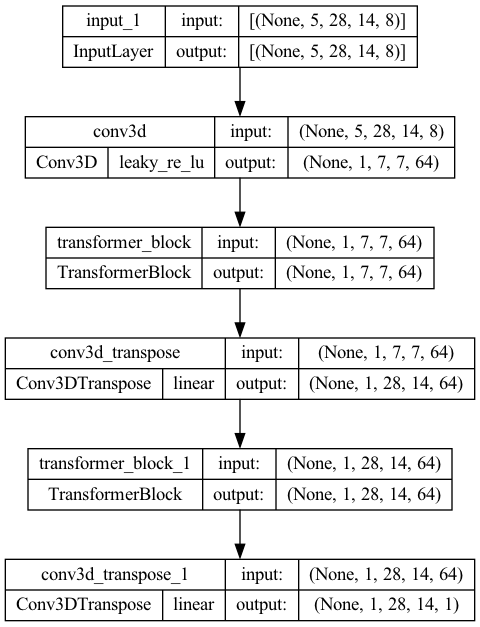 input_1 input: [(None, 5, 28, 14, 8)]
InputLayer output: [(None, 5, 28, 14, 8)]
conv3d input: (None, 5, 28, 14, 8)
Conv3D leaky_re_lu output: (None, 1, 7, 7, 64)
transformer_block input: (None, 1, 7, 7, 64)
TransformerBlock output: (None, 1, 7, 7, 64)
conv3d_transpose input: (None, 1, 7, 7, 64)
Conv3DTranspose linear output: (None, 1, 28, 14, 64)
transformer_block_1 input: (None, 1, 28, 14, 64)
TransformerBlock output: (None, 1, 28, 14, 64)
conv3d_transpose_1 input: (None, 1, 28, 14, 64)
Conv3DTranspose linear output: (None, 1, 28, 14, 1)